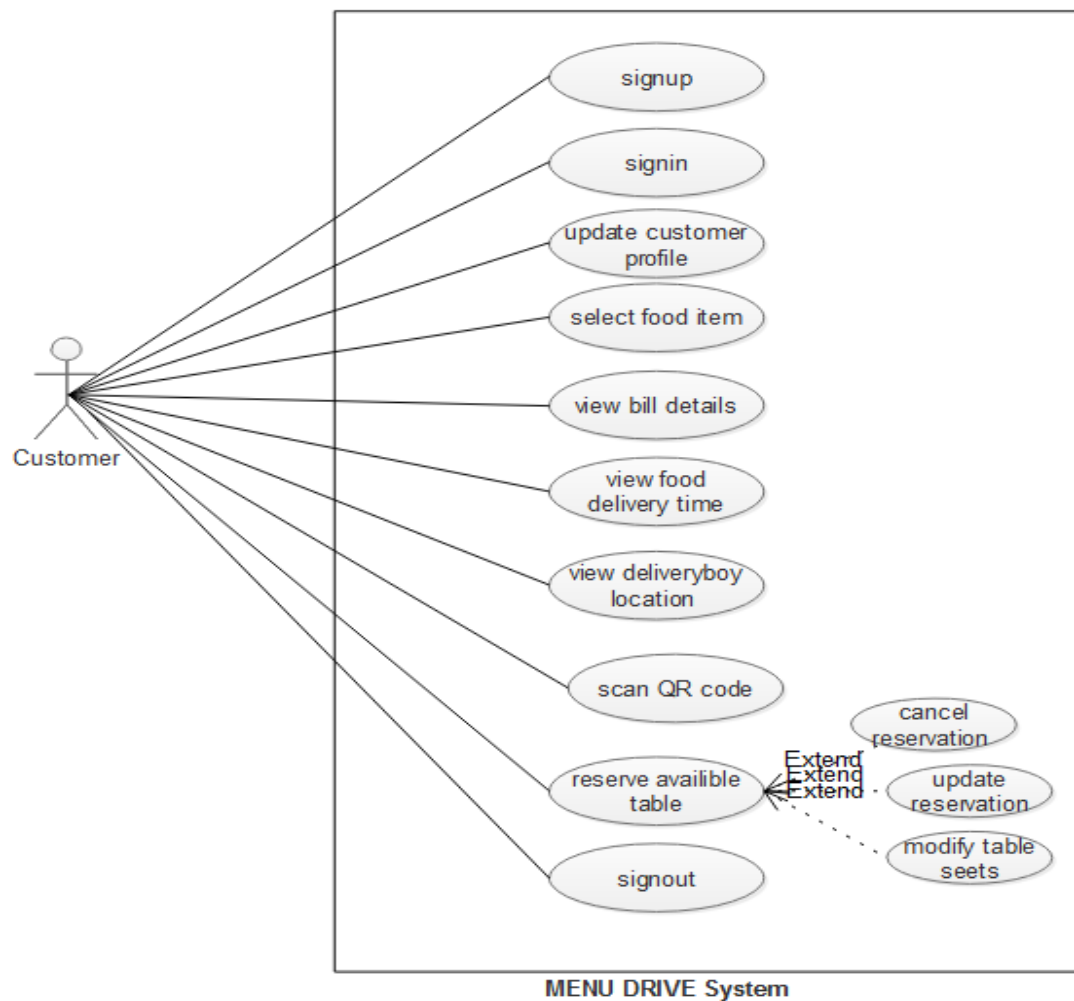 signup
signin
update customer
profile
select food item
Customer
view bill details
view food
delivery time
view deliveryboy
location
scan QR code
cancel
reservation
Extend
Extend
Extend
reserve availible
table
update
reservation
modify table
seets
signout
MENU DRIVE System